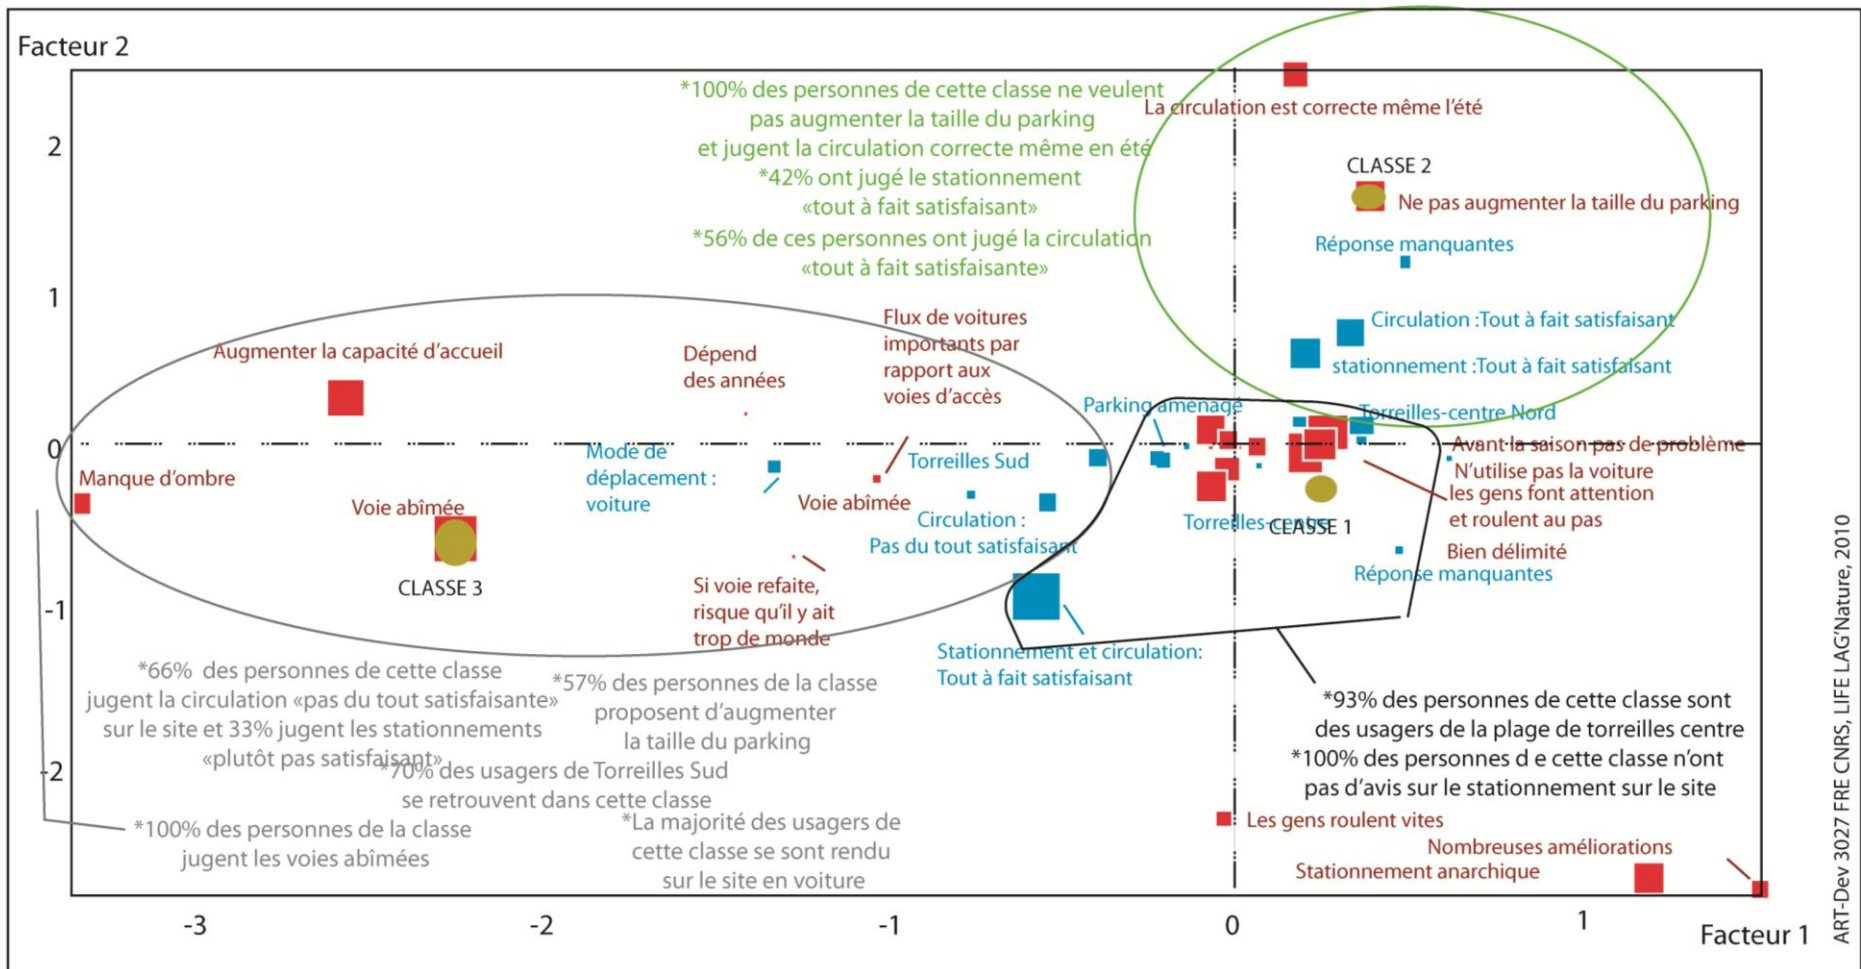 Facteur 2
*100% des personnes de cette classe ne veulent
pas augmenter la taille du parking
et jugent la circulation correcte même en été
*42% ont jugé le stationnement
«tout à fait satisfaisant»
*56% de ces personnes ont jugé la circulation
«tout à fait satisfaisante»
La circulation est correcte même l'été
CLASSE 2
Ne pas augmenter la taille du parking
Réponse manquantes
Circulation :Tout à fait satisfaisant
stationnement :Tout à fait satisfaisant
2
1
0
-1
-2
Augmenter la capacité d'accueil
Dépend
des années
Flux de voitures
importants par
rapport aux
voies d'accès
Parking aménagé
Torreilles-centre Nord
Manque d'ombre
Voie abîmée
CLASSE 3
Mode de
déplacement :
voiture
Torreilles Sud
Voie abîmée
Circulation :
Pas du tout satisfaisant
Si voie refaite,
risque qu'il y ait
trop de monde
Torreilles-centre
CLASSE 1
Avant la saison pas de problème
N'utilise pas la voiture
les gens font attention
et roulent au pas
Bien délimité
Réponse manquantes
Stationnement et circulation:
Tout à fait satisfaisant
*66% des personnes de cette classe
jugent la circulation «pas du tout satisfaisante»
sur le site et 33% jugent les stationnements
«plutôt pas satisfaisant»
*57% des personnes de la classe
proposent d'augmenter
la taille du parking
*70% des usagers de Torreilles Sud
se retrouvent dans cette classe
*100% des personnes de la classe
jugent les voies abîmées
*La majorité des usagers de
cette classe se sont rendu
sur le site en voiture
*93% des personnes de cette classe sont
des usagers de la plage de torreilles centre
*100% des personnes d e cette classe n'ont
pas d'avis sur le stationnement sur le site
Les gens roulent vites
Nombreuses améliorations
Stationnement anarchique
-3
-2
-1
0
1
Facteur 1
ART-Dev 3027 FRE CNRS, LIFE LAG'Nature, 2010